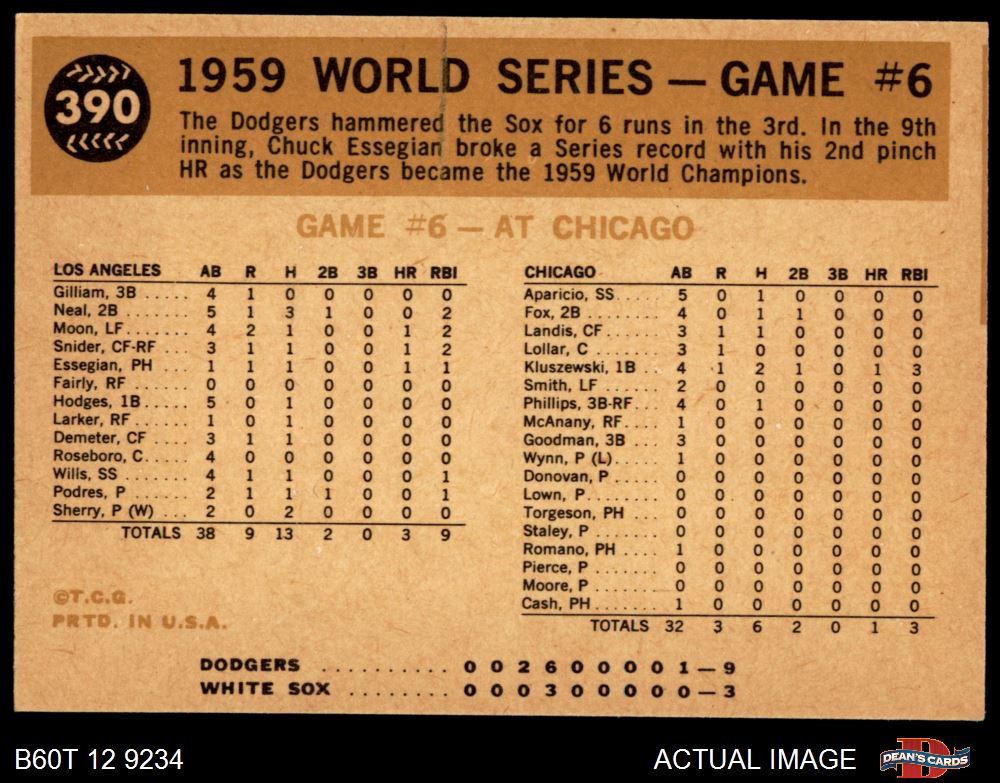 390
1959 WORLD SERIES — GAME #6
The Dodgers hammered the Sox for 6 runs in the 3rd. In the 9th
inning, Chuck Essegian broke a Series record with his 2nd pinch
HR as the Dodgers became the 1959 World Champions.
GAME #6 — AT CHICAGO
LOS ANGELES AB R H 2B 3B HR RBI
Gilliam, 3B ..... 4 1 0 0 0 0 0
Neal, 2B ........ 5 1 3 1 0 0 2
Moon, LF ........ 4 2 1 0 0 1 2
Snider, CF-RF ... 3 1 1 0 0 1 2
Essegian, PH .... 1 1 1 0 0 1 1
Fairly, RF ...... 0 0 0 0 0 0 0
Hodges, 1B ...... 5 0 1 0 0 0 0
Larker, RF ...... 1 0 1 0 0 0 0
Demeter, CF ..... 3 1 1 0 0 0 0
Roseboro, C. .... 4 0 0 0 0 0 0
Wills, SS ....... 4 1 1 0 0 0 1
Podres, P ....... 2 1 1 1 0 0 1
Sherry, P (W) ... 2 0 2 0 0 0 0
TOTALS 38 9 13 2 0 3 9
©T.C.G.
PRTD. IN U.S.A.
CHICAGO AB R H 2B 3B HR RBI
Aparicio, SS ..... 5 0 1 0 0 0 0
Fox, 2B ......... 4 0 1 1 0 0 0
Landis, CF ...... 3 1 1 0 0 0 0
Lollar, C ....... 3 1 0 0 0 0 0
Kluszewski, 1B .. 4 1 2 1 0 1 3
Smith, LF ....... 2 0 0 0 0 0 0
Phillips, 3B-RF ... 4 0 1 0 0 0 0
McAnany, RF. .... 1 0 0 0 0 0 0
Goodman, 3B ..... 3 0 0 0 0 0 0
Wynn, P (L) ..... 1 0 0 0 0 0 0
Donovan, P ...... 0 0 0 0 0 0 0
Lown, P. ........ 0 0 0 0 0 0 0
Torgeson, PH .... 0 0 0 0 0 0 0
Staley, P ....... 0 0 0 0 0 0 0
Romano, PH ...... 1 0 0 0 0 0 0
Pierce, P ....... 0 0 0 0 0 0 0
Moore, P ........ 0 0 0 0 0 0 0
Cash, PH ........ 1 0 0 0 0 0 0
TOTALS 32 3 6 2 0 1 3
DODGERS .......... 0 0 2 6 0 0 0 0 1 — 9
WHITE SOX ........ 0 0 0 3 0 0 0 0 0 — 3
B60T 12 9234
ACTUAL IMAGE
D
DEAN'S CARDS